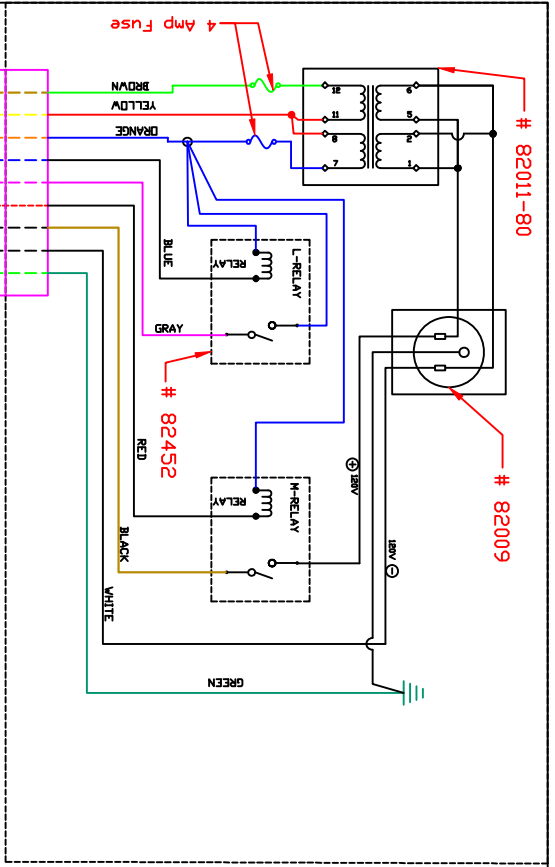 4 Amp Fuse
# 82011-80
BROWN
YELLOW
ORANGE
12
11
8
7
6
5
2
1
BLUE
RELAY
L-RELAY
GRAY
# 82452
# 82009
RED
RELAY
M-RELAY
+ 120V
120V -
BLACK
WHITE
GREEN